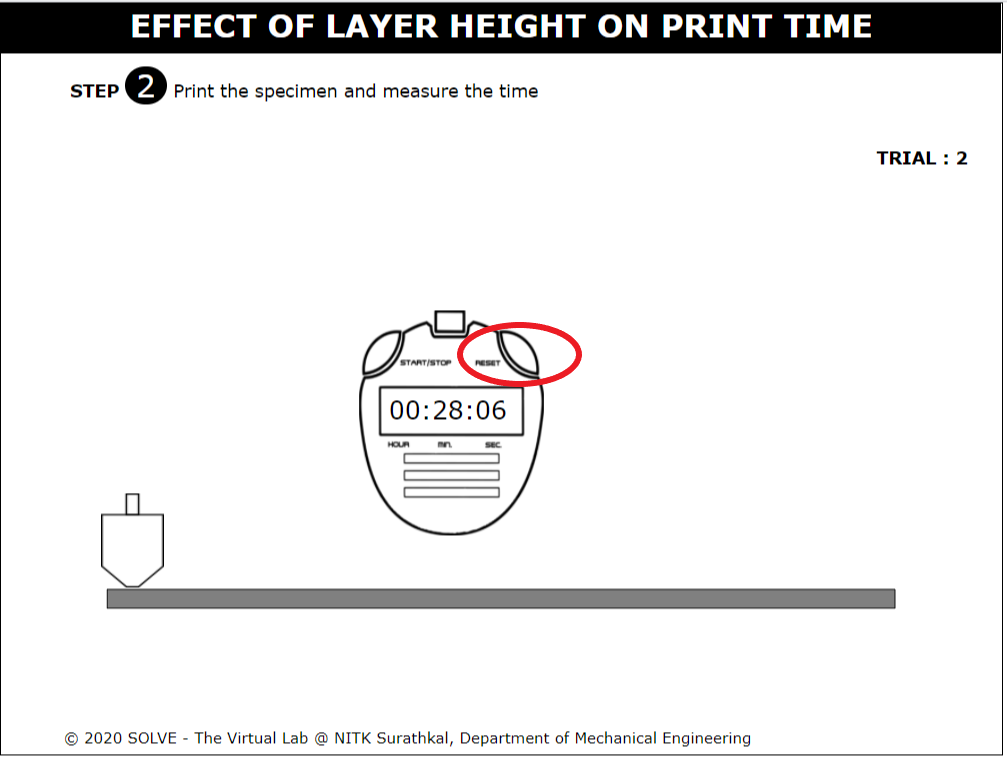 EFFECT OF LAYER HEIGHT ON PRINT TIME
STEP 2 Print the specimen and measure the time
TRIAL : 2
START/STOP RESET
00:28:06
HOUR MIN. SEC.
© 2020 SOLVE - The Virtual Lab @ NITK Surathkal, Department of Mechanical Engineering